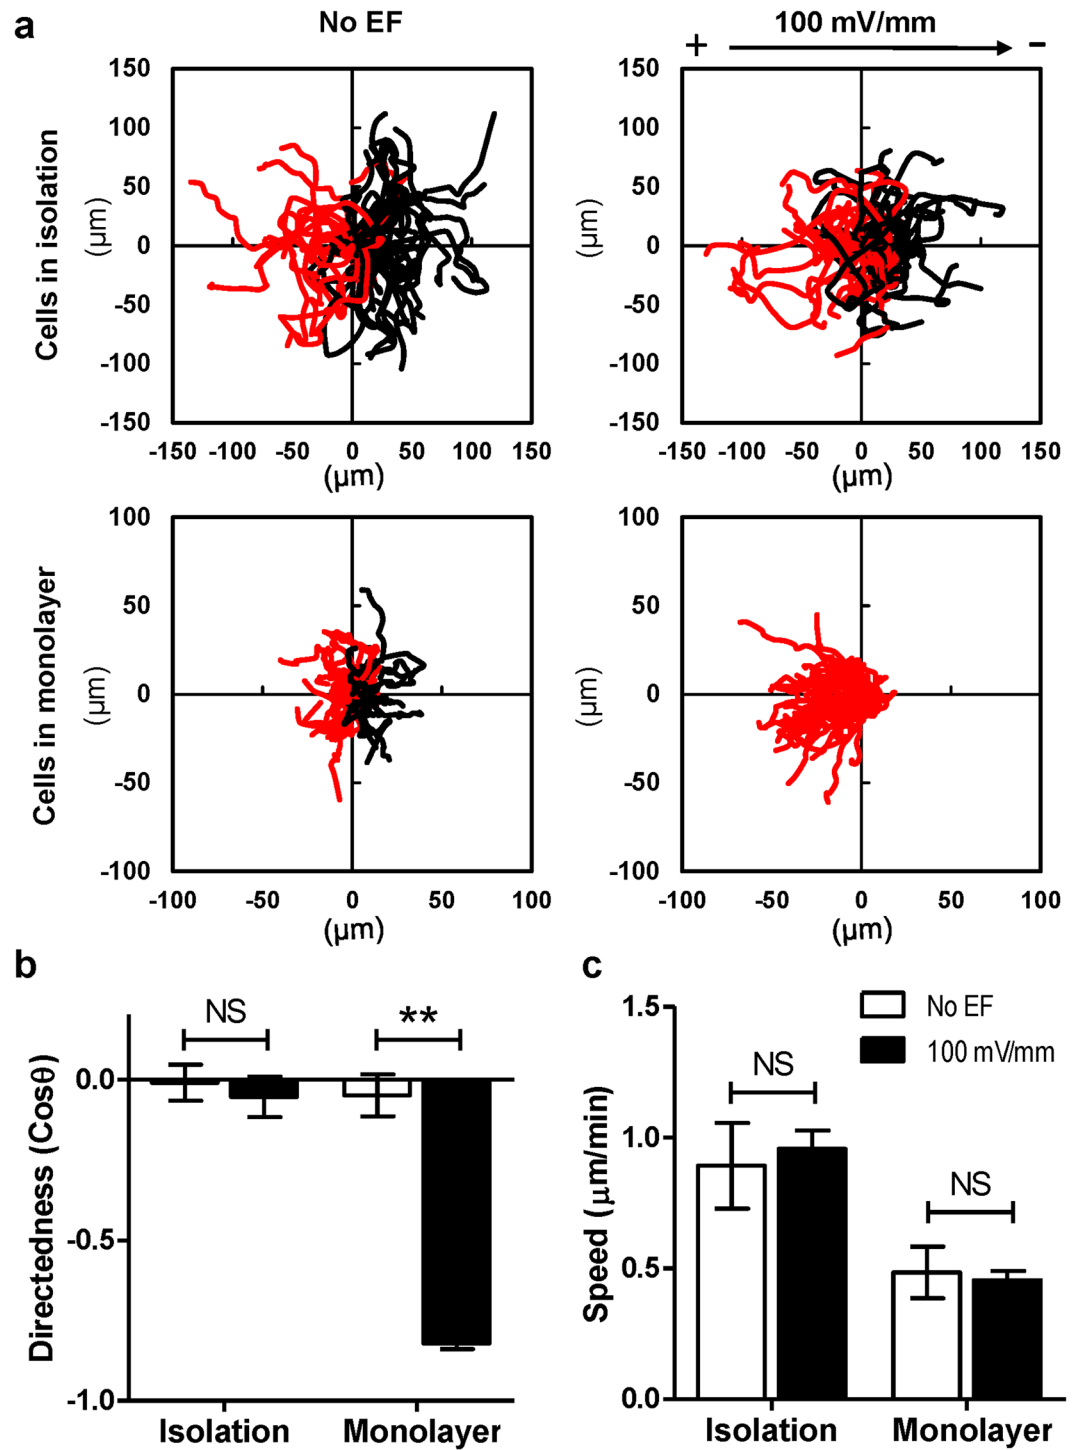 a
No EF
100 mV/mm
+ −
Cells in isolation
(µm)
150
100
50
0
-50
-100
-150
-150 -100 -50 0 50 100 150
(µm)
(µm)
150
100
50
0
-50
-100
-150
-150 -100 -50 0 50 100 150
(µm)
Cells in monolayer
(µm)
100
50
0
-50
-100
-100 -50 0 50 100
(µm)
(µm)
100
50
0
-50
-100
-100 -50 0 50 100
(µm)
b
Directedness (Cosθ)
NS
**
0.0
-0.5
-1.0
Isolation Monolayer
c
Speed (µm/min)
No EF
100 mV/mm
NS
NS
1.5
1.0
0.5
0.0
Isolation Monolayer